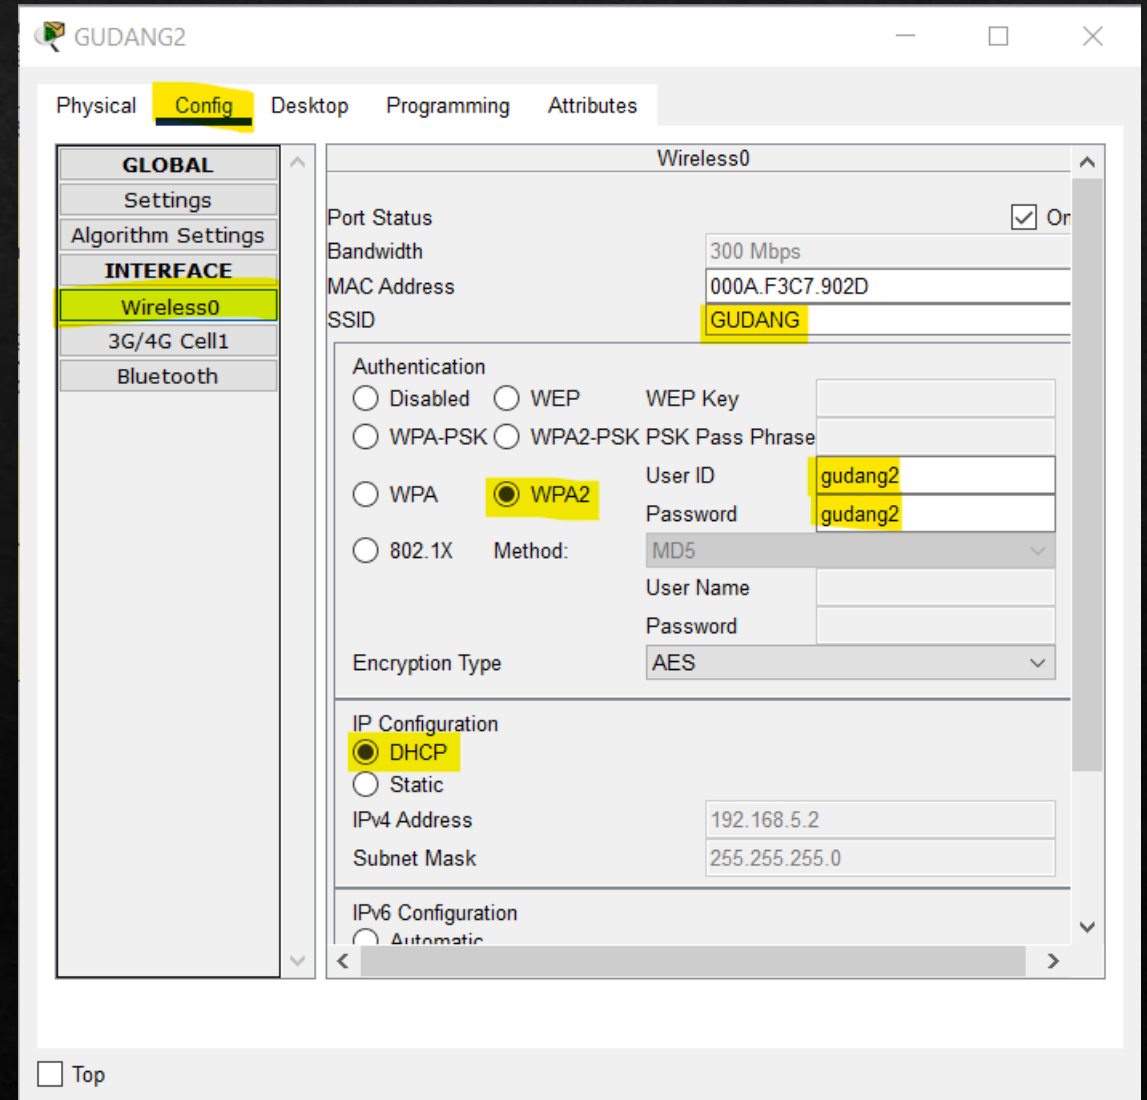 GUDANG2
Physical Config Desktop Programming Attributes
GLOBAL
Settings
Algorithm Settings
INTERFACE
Wireless0
3G/4G Cell1
Bluetooth
Wireless0
Port Status On
Bandwidth 300 Mbps
MAC Address 000A.F3C7.902D
SSID GUDANG
Authentication
Disabled WEP WEP Key
WPA-PSK WPA2-PSK PSK Pass Phrase
User ID gudang2
WPA WPA2
Password gudang2
802.1X Method: MD5
User Name
Password
Encryption Type AES
IP Configuration
DHCP
Static
IPv4 Address 192.168.5.2
Subnet Mask 255.255.255.0
IPv6 Configuration
Automatic
Top